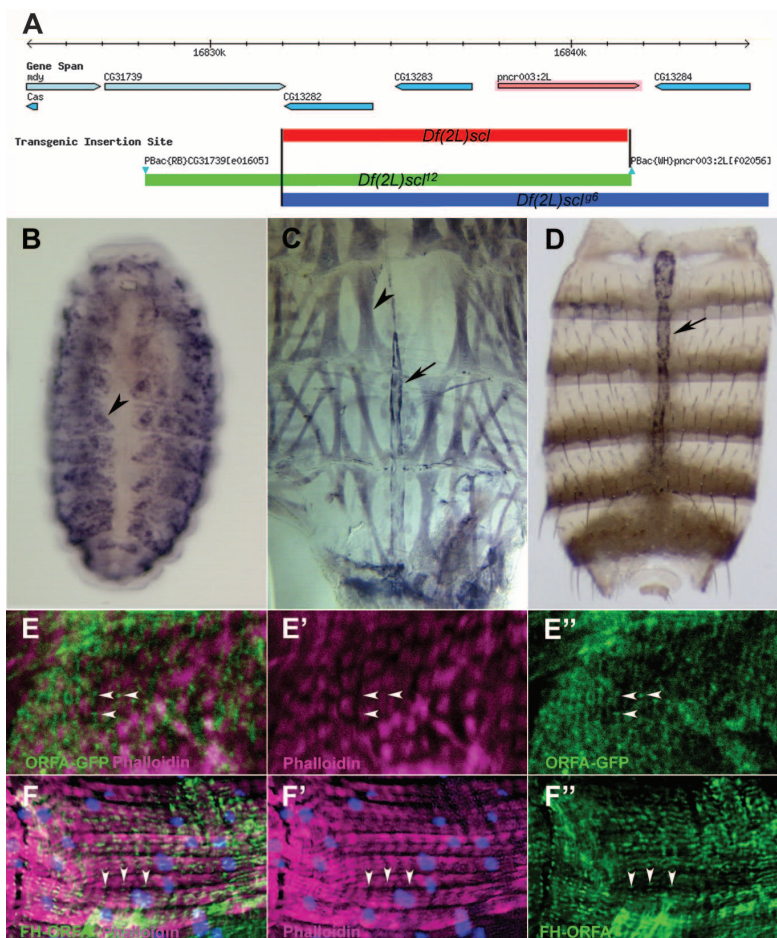 A
16830k
16840k
Gene Span
mdy
CG31739
CG13283
pncr003:2L
CG13284
Cas
CG13282
Df(2L)scl
Transgenic Insertion Site
PBac{RB}CG31739[e01605]
PBac{WH}pncr003:2L[f02056]
Df(2L)scl12
Df(2L)sclg6
B
C
D
E
E'
E''
ORFA-GFP Phalloidin
Phalloidin
ORFA-GFP
F
F'
F''
FH-ORFA Phalloidin
Phalloidin
FH-ORFA